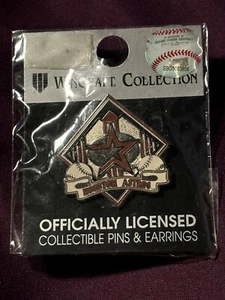 WINCRAFT COLLECTION
HOUSTON ASTROS
OFFICIALLY LICENSED
COLLECTIBLE PINS & EARRINGS